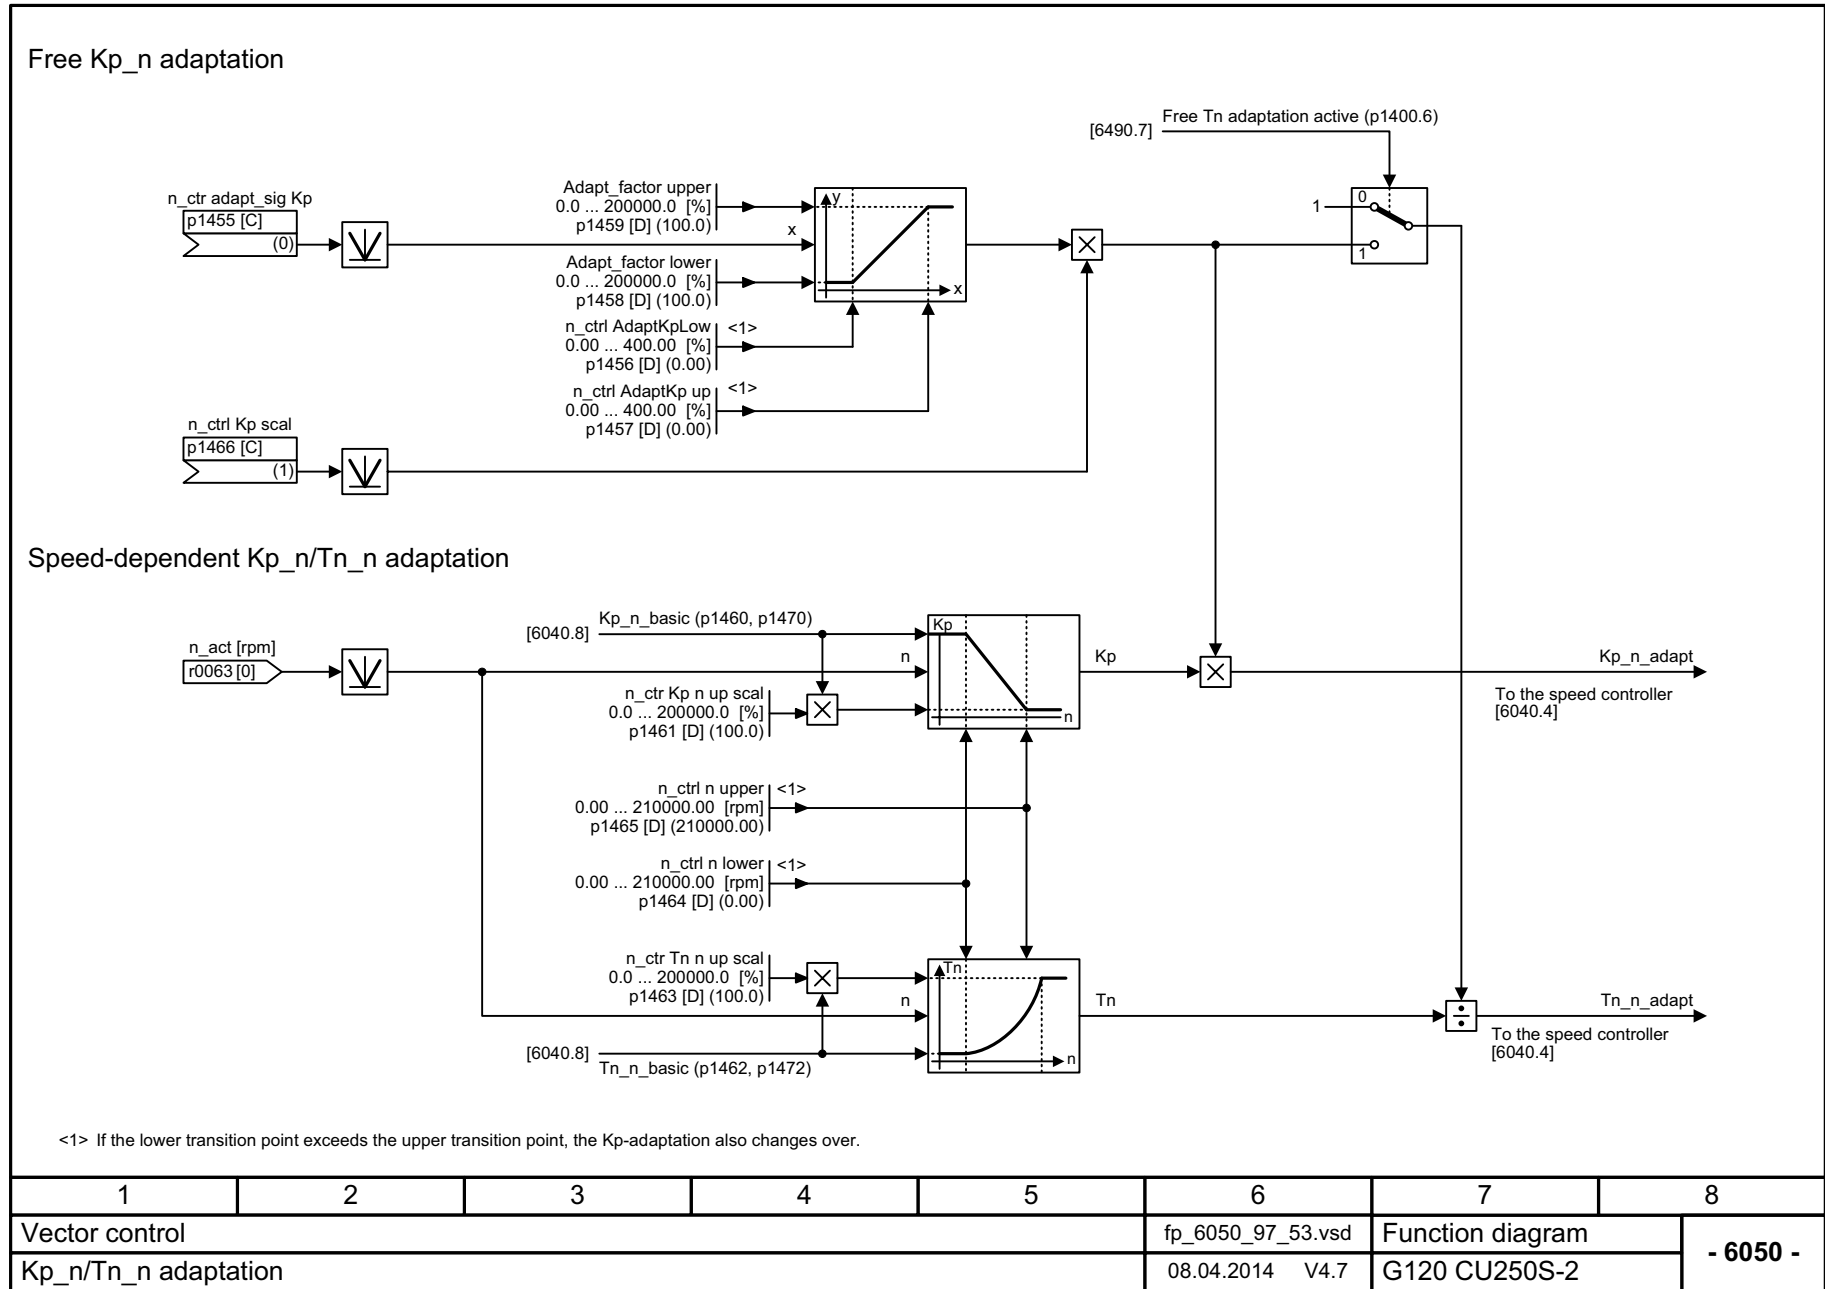 Free Kp_n adaptation
Free Tn adaptation active (p1400.6)
[6490.7]
n_ctr adapt_sig Kp
p1455 [C]
(0)
Adapt_factor upper
0.0 ... 200000.0 [%]
p1459 [D] (100.0)
x
Adapt_factor lower
0.0 ... 200000.0 [%]
p1458 [D] (100.0)
y
x
1
0
1
n_ctrl AdaptKpLow
<1>
0.00 ... 400.00 [%]
p1456 [D] (0.00)
n_ctrl AdaptKp up
<1>
0.00 ... 400.00 [%]
p1457 [D] (0.00)
n_ctrl Kp scal
p1466 [C]
(1)
Speed-dependent Kp_n/Tn_n adaptation
[6040.8]
Kp_n_basic (p1460, p1470)
n_act [rpm]
r0063 [0]
n
n_ctr Kp n up scal
0.0 ... 200000.0 [%]
p1461 [D] (100.0)
Kp
n
Kp
Kp_n_adapt
To the speed controller
[6040.4]
n_ctrl n upper
<1>
0.00 ... 210000.00 [rpm]
p1465 [D] (210000.00)
n_ctrl n lower
<1>
0.00 ... 210000.00 [rpm]
p1464 [D] (0.00)
n_ctr Tn n up scal
0.0 ... 200000.0 [%]
p1463 [D] (100.0)
n
Tn
n
Tn
Tn_n_adapt
To the speed controller
[6040.4]
[6040.8]
Tn_n_basic (p1462, p1472)
<1> If the lower transition point exceeds the upper transition point, the Kp-adaptation also changes over.
1 2 3 4 5 6 7 8
Vector control
fp_6050_97_53.vsd
Function diagram
- 6050 -
Kp_n/Tn_n adaptation
08.04.2014 V4.7
G120 CU250S-2